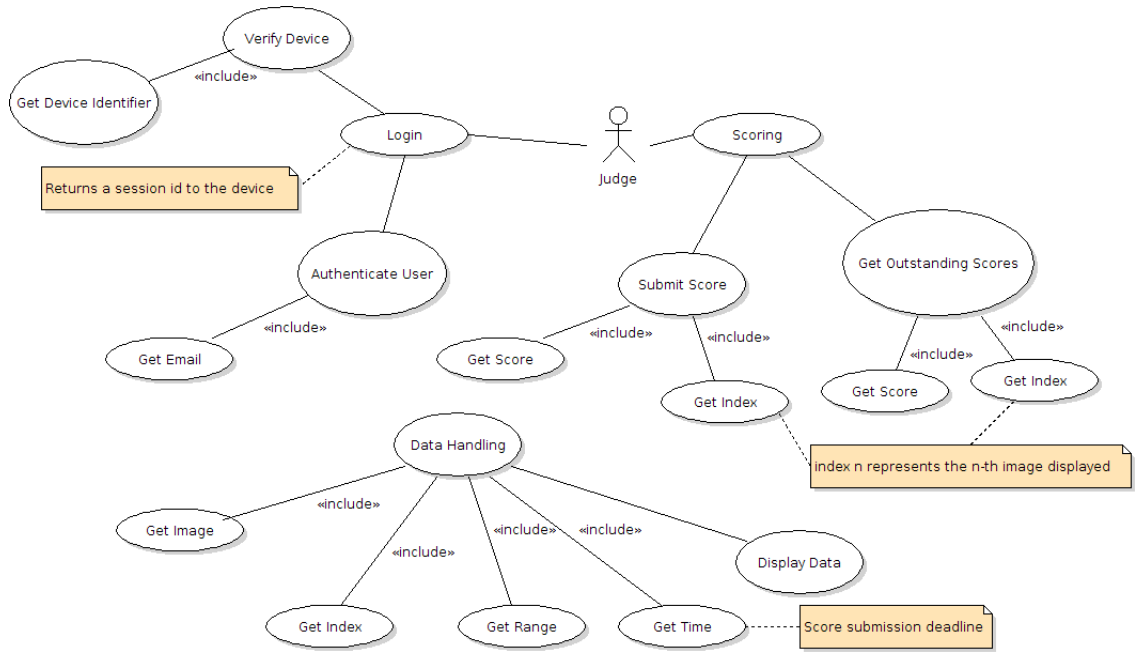 Verify Device
«include»
Get Device Identifier
Login
Judge
Scoring
Returns a session id to the device
Authenticate User
Submit Score
Get Outstanding Scores
«include»
«include»
«include»
«include»
«include»
Get Email
Get Score
Get Index
Get Score
Get Index
Data Handling
index n represents the n-th image displayed
«include»
«include»
«include»
«include»
Get Image
Display Data
Get Index
Get Range
Get Time
Score submission deadline